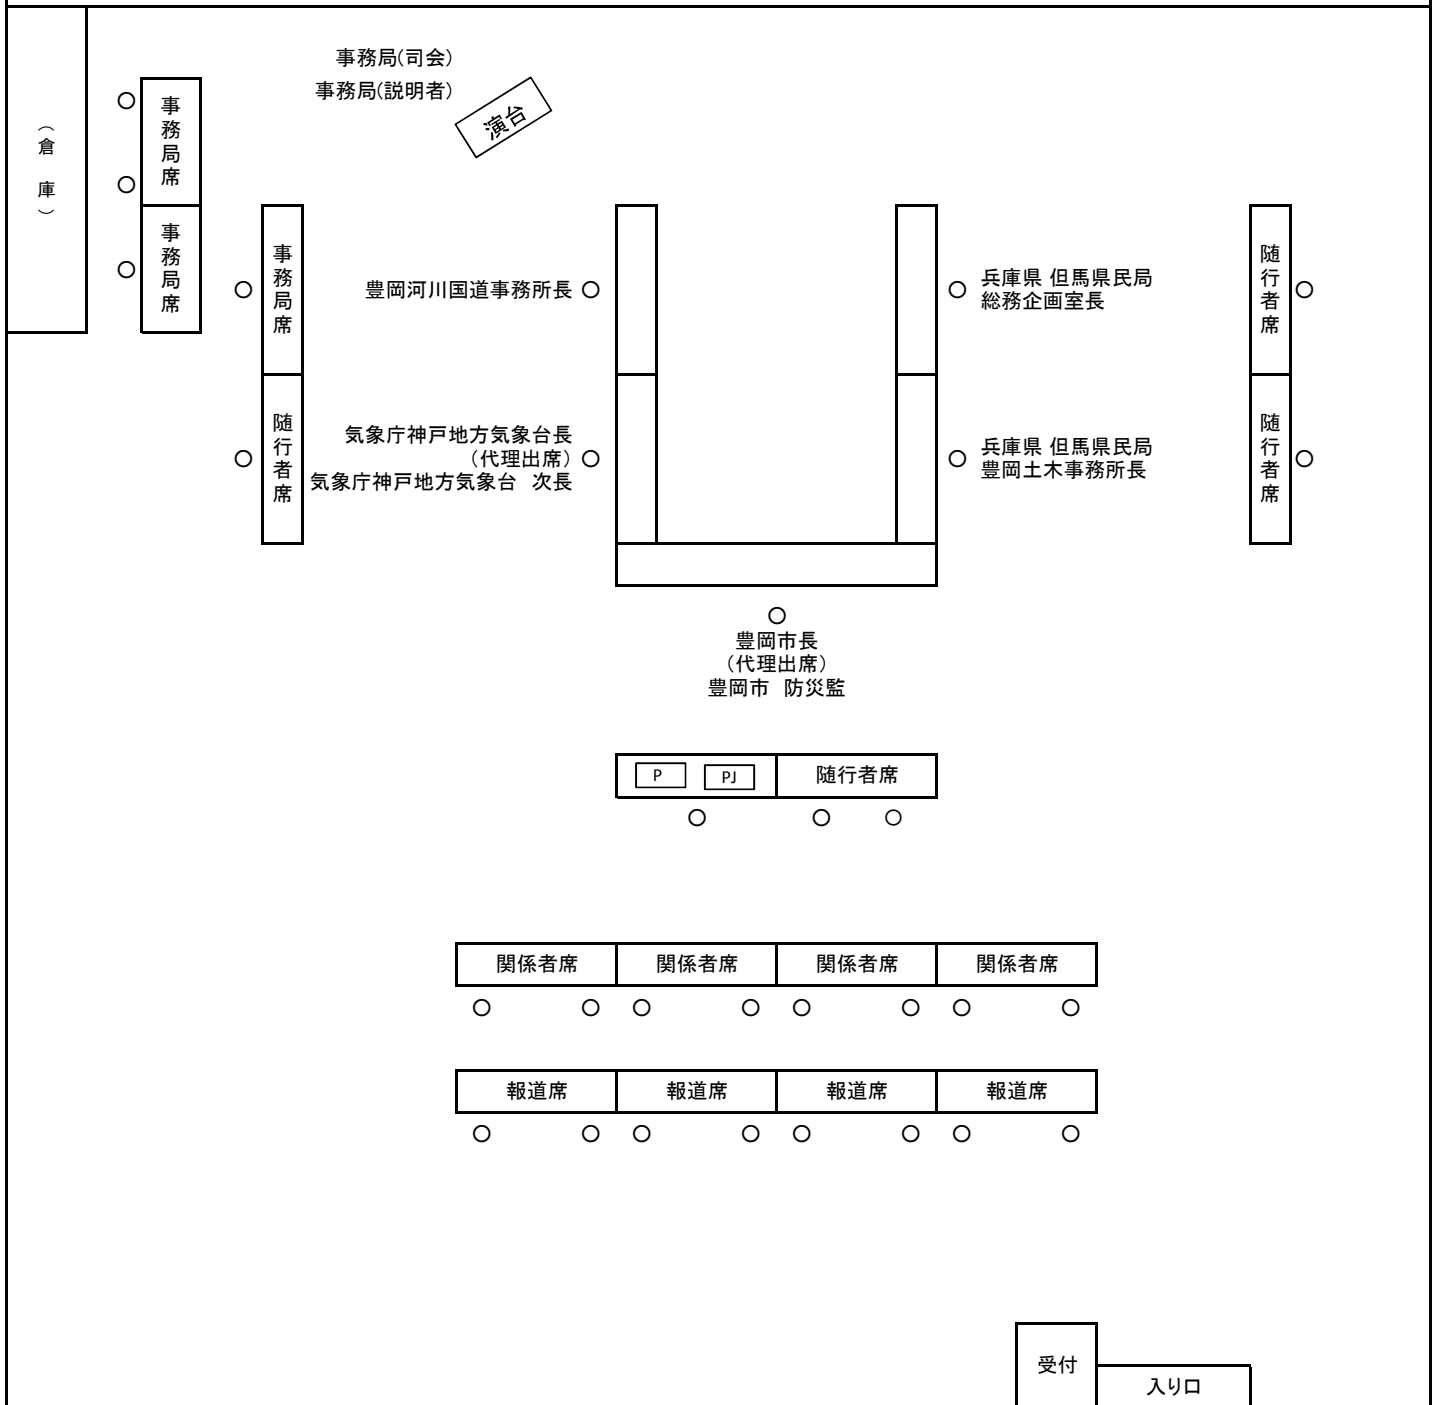 事務局(司会)
事務局(説明者)
演台
（倉　庫）
事務局席
事務局席
事務局席
随行者席
豊岡河川国道事務所長
気象庁神戸地方気象台長
（代理出席）
気象庁神戸地方気象台　次長
兵庫県 但馬県民局
総務企画室長
兵庫県 但馬県民局
豊岡土木事務所長
随行者席
随行者席
豊岡市長
（代理出席）
豊岡市　防災監
P
PJ
随行者席
関係者席
関係者席
関係者席
関係者席
報道席
報道席
報道席
報道席
受付
入り口